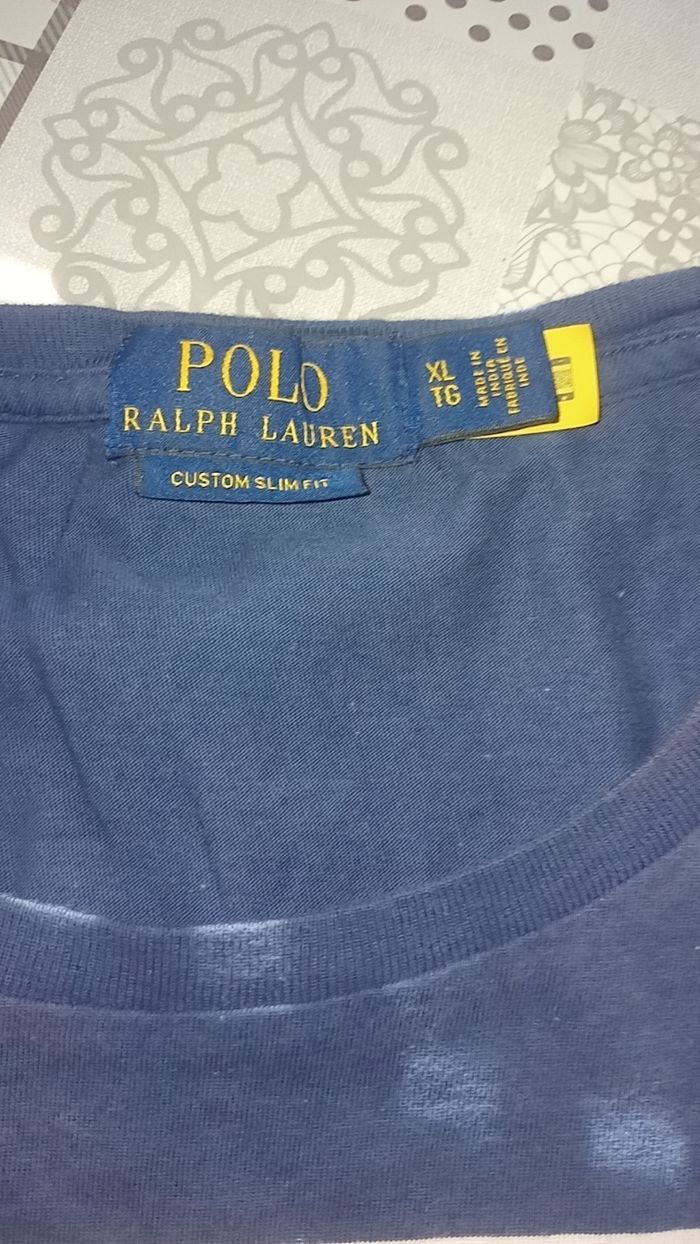 POLO
RALPH LAUREN
CUSTOM SLIM FIT
XL
TG
MADE IN
INDIA
FABRIQUÉ EN
INDE